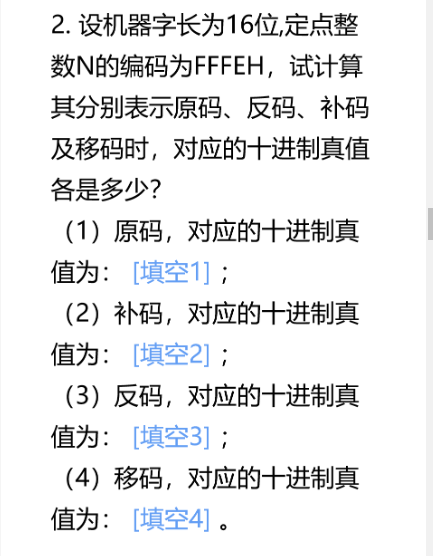 2. 设机器字长为16位,定点整
数N的编码为FFFEH，试计算
其分别表示原码、反码、补码
及移码时，对应的十进制真值
各是多少？
（1）原码，对应的十进制真
值为： [填空1] ；
（2）补码，对应的十进制真
值为： [填空2] ；
（3）反码，对应的十进制真
值为： [填空3] ；
（4）移码，对应的十进制真
值为： [填空4] 。